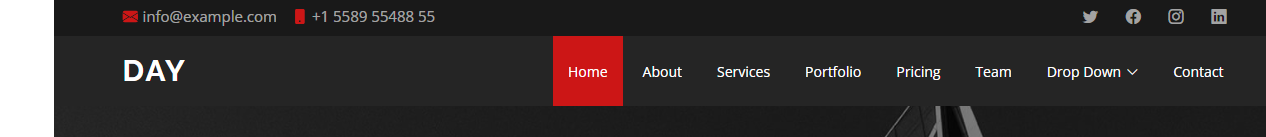 info@example.com +1 5589 55488 55
DAY Home About Services Portfolio Pricing Team Drop Down Contact